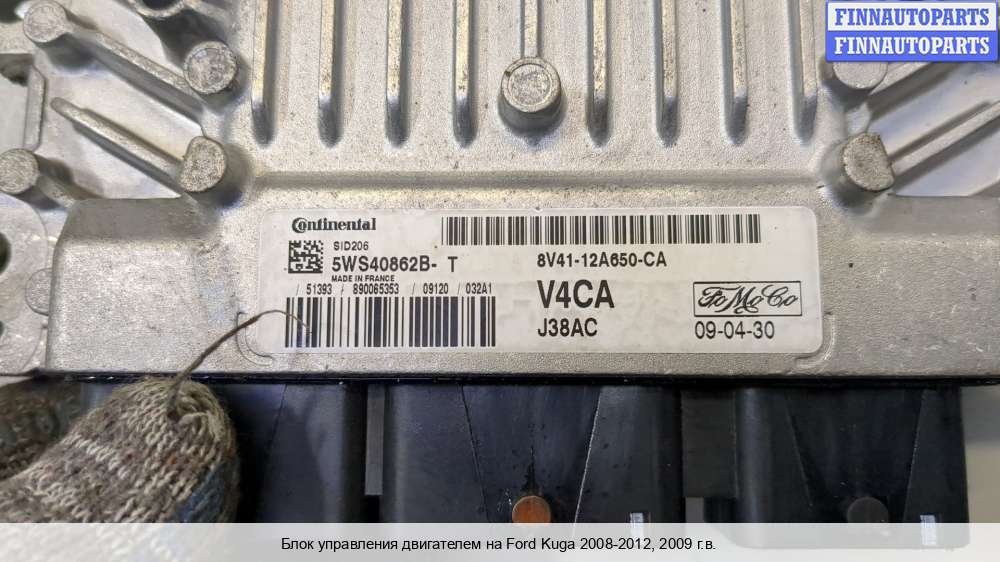 FINNAUTOPARTS
FINNAUTOPARTS
Continental
SID206
5WS40862B- T
MADE IN FRANCE
/ 51393 / 890065353 / 09120 / 032A1
8V41-12A650-CA
V4CA
FoMoCo
J38AC
09-04-30
Блок управления двигателем на Ford Kuga 2008-2012, 2009 г.в.